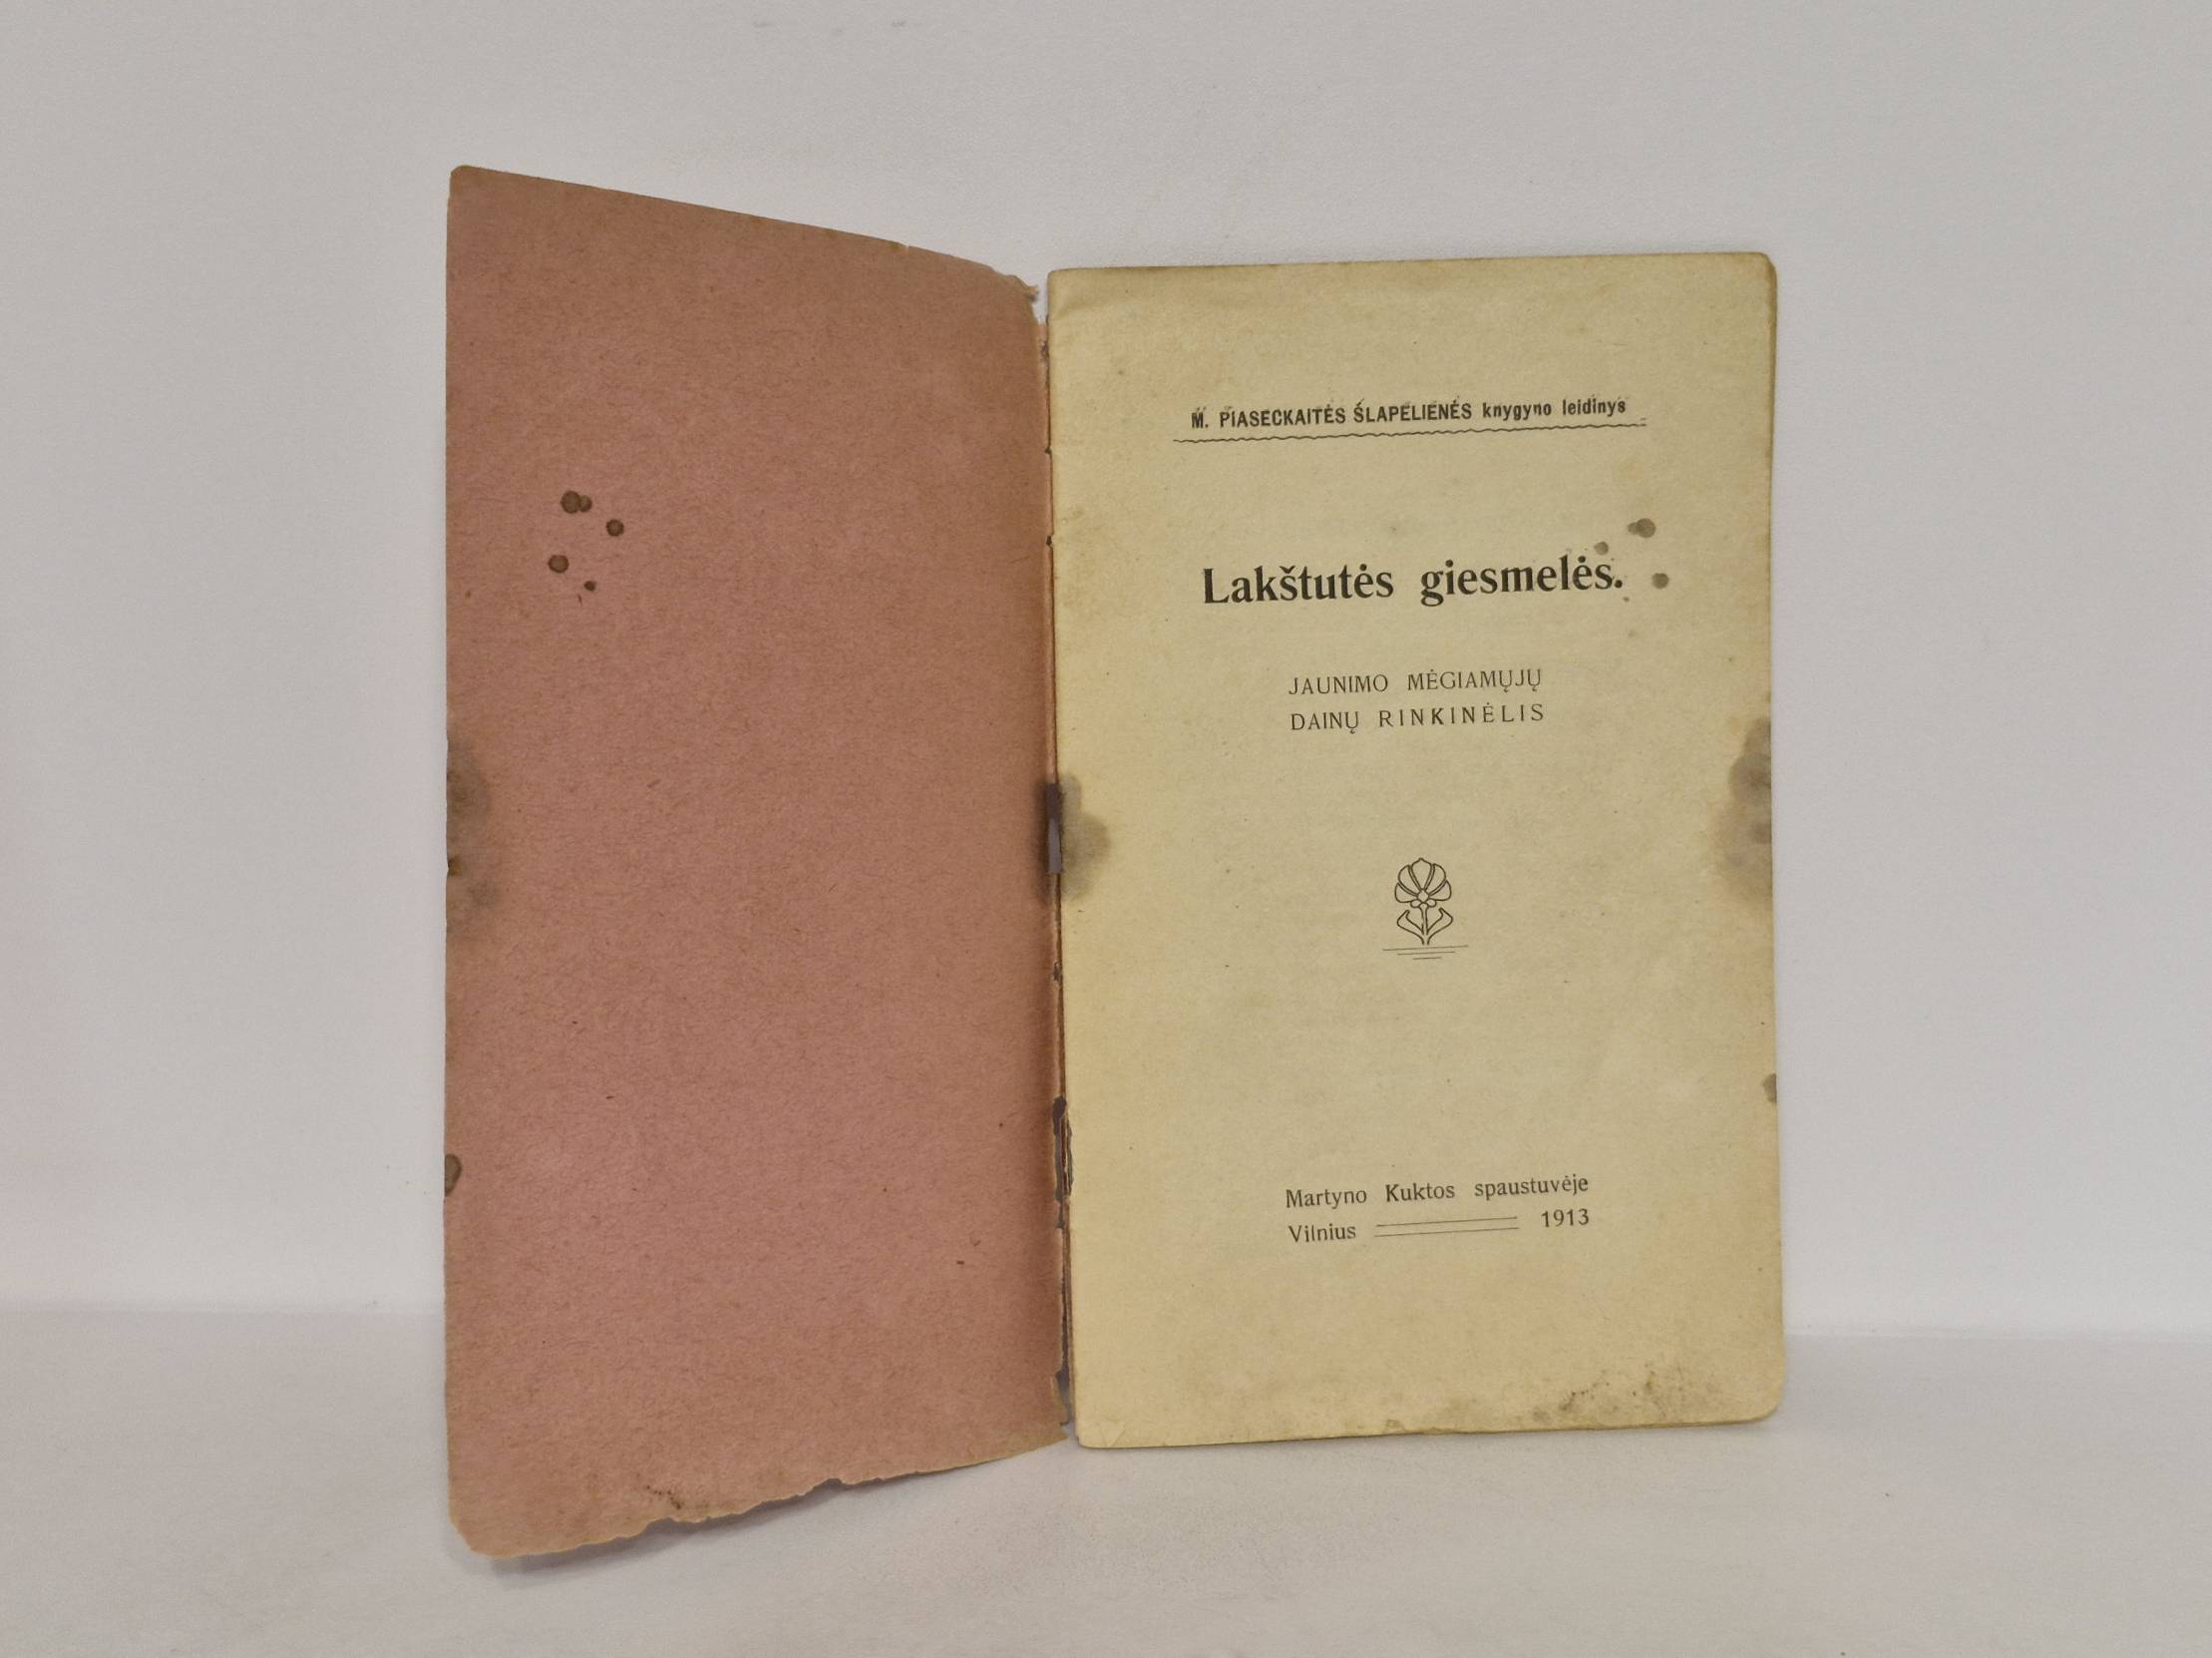 M. PIASECKAITĖS ŠLAPELIENĖS knygyno leidinys
Lakštutės giesmelės.
JAUNIMO MĖGIAMŲJŲ
DAINŲ RINKINĖLIS
Martyno Kuktos spaustuvėje
Vilnius 1913